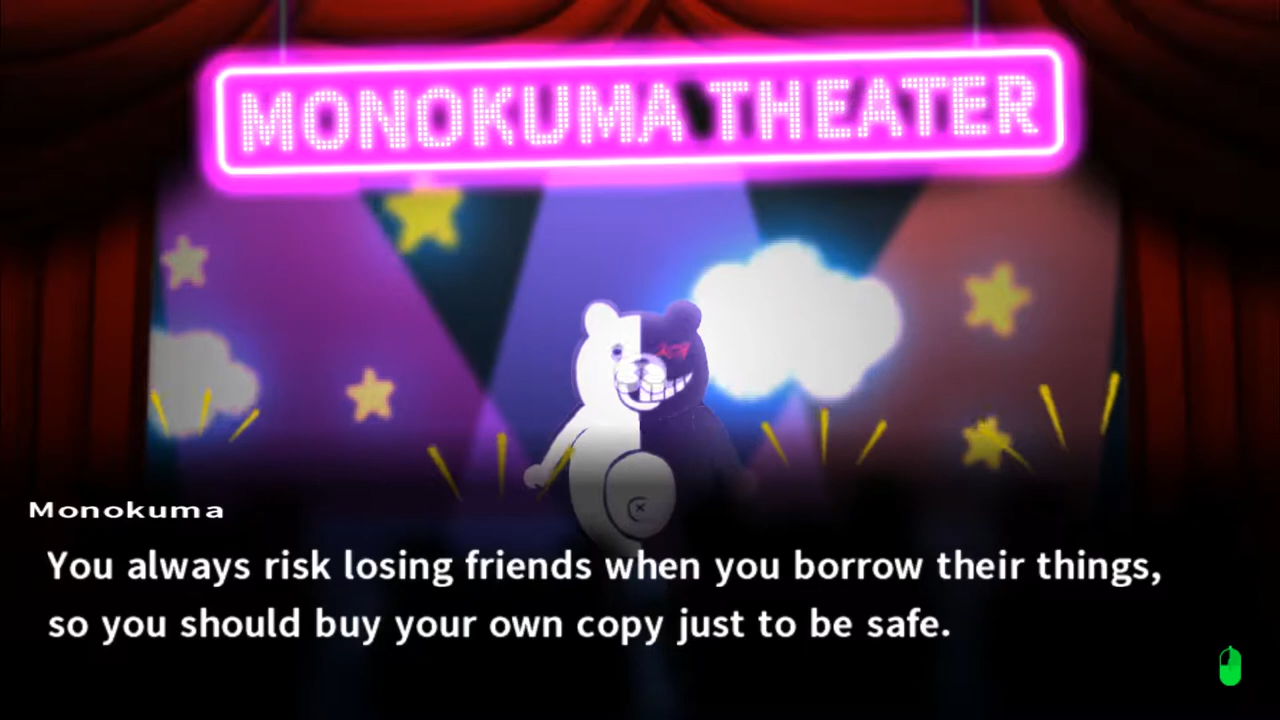 MONOKUMA THEATER
Monokuma
You always risk losing friends when you borrow their things,
so you should buy your own copy just to be safe.